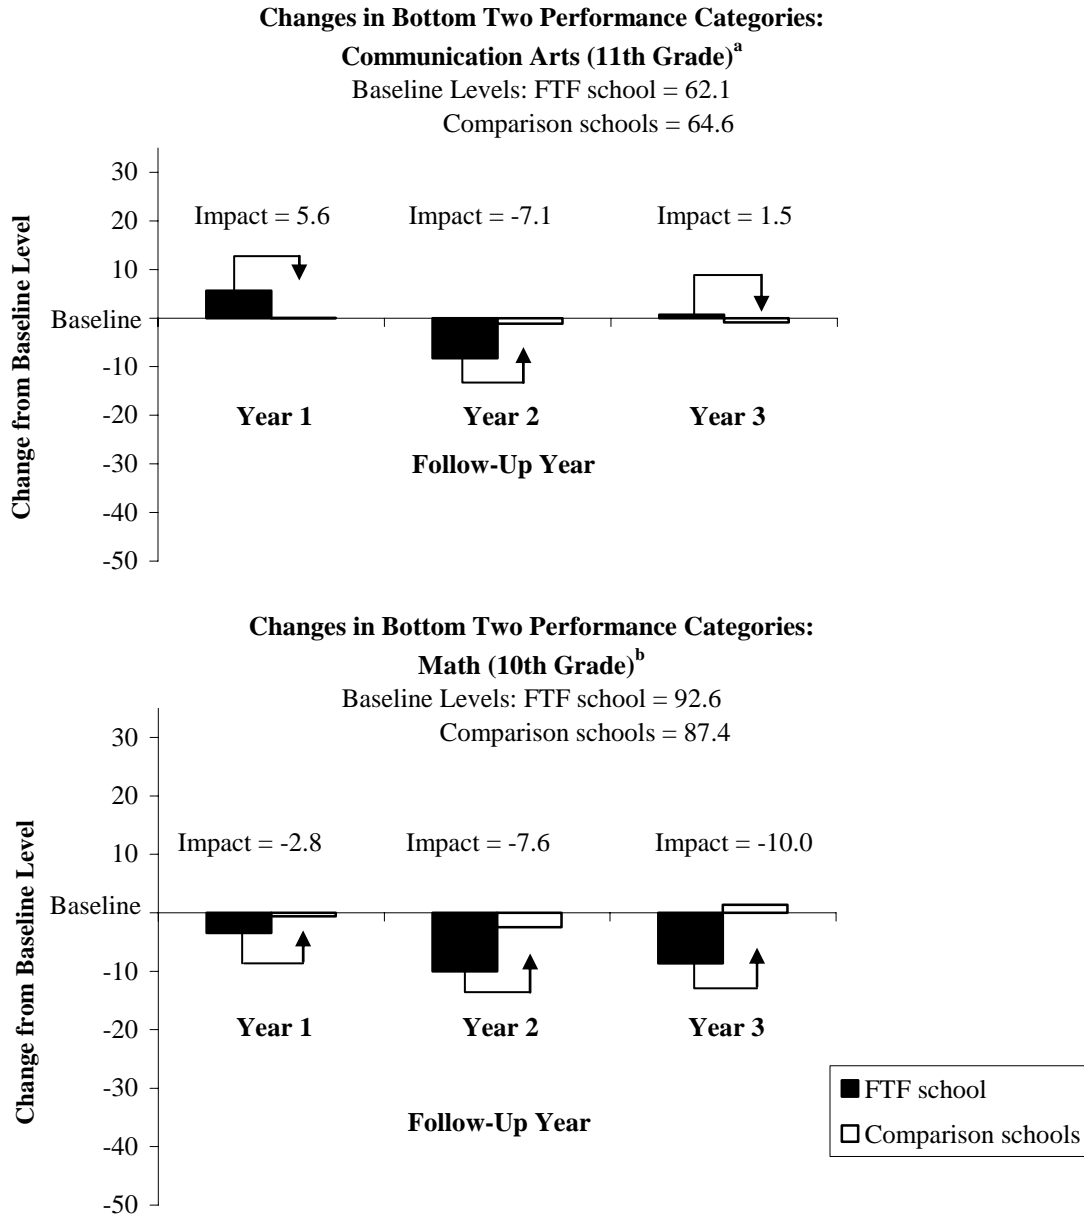 Changes in Bottom Two Performance Categories:
Communication Arts (11th Grade)a
Baseline Levels: FTF school = 62.1
Comparison schools = 64.6
Change from Baseline Level
30
20
10
Baseline
-10
-20
-30
-40
-50
Impact = 5.6
Impact = -7.1
Impact = 1.5
Year 1
Year 2
Year 3
Follow-Up Year
Changes in Bottom Two Performance Categories:
Math (10th Grade)b
Baseline Levels: FTF school = 92.6
Comparison schools = 87.4
Change from Baseline Level
30
20
10
Baseline
-10
-20
-30
-40
-50
Impact = -2.8
Impact = -7.6
Impact = -10.0
Year 1
Year 2
Year 3
Follow-Up Year
FTF school
Comparison schools